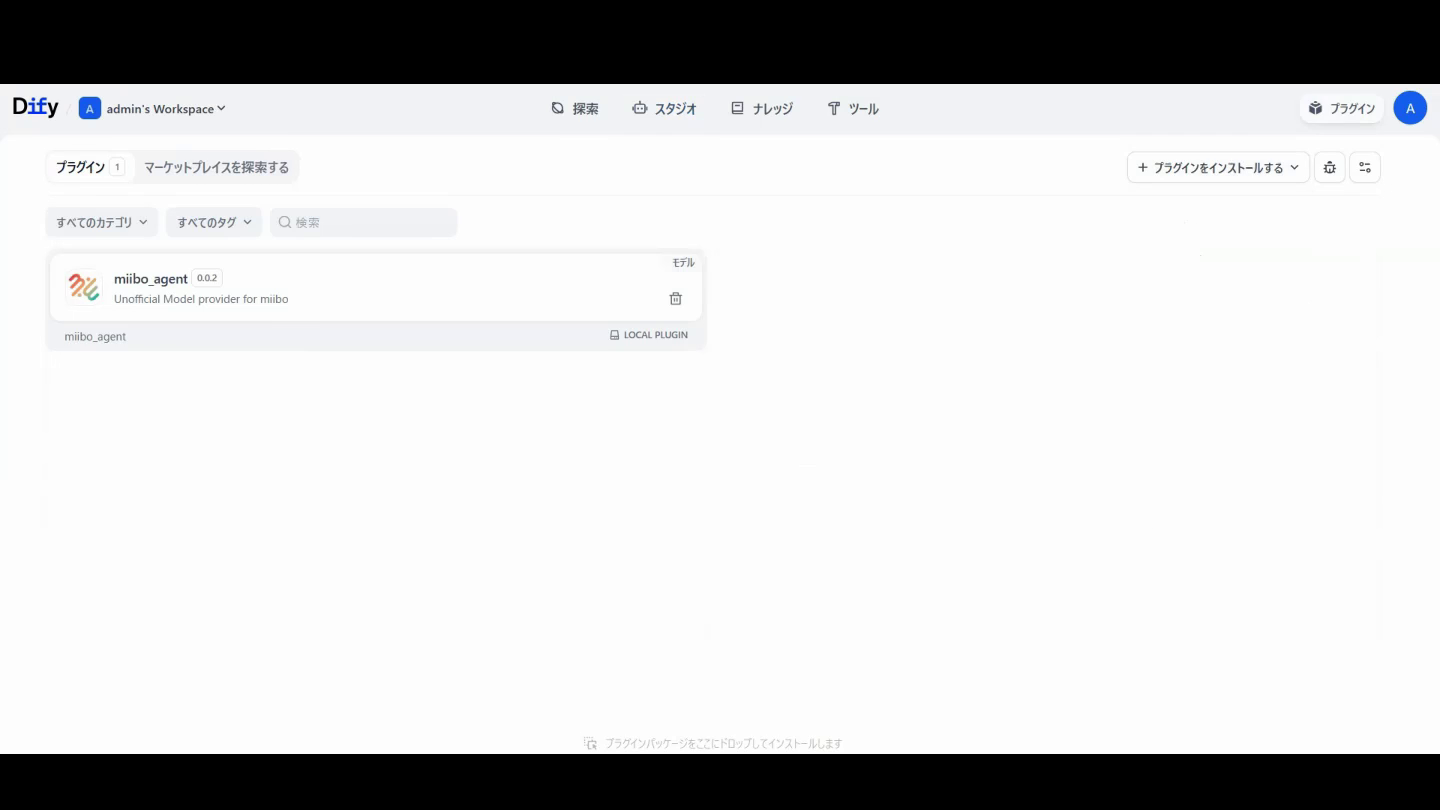 Dify / A admin's Workspace 探索 スタジオ ナレッジ ツール プラグイン A
プラグイン 1 マーケットプレイスを探索する + プラグインをインストールする
すべてのカテゴリ すべてのタグ 検索
モデル
miibo_agent 0.0.2
Unofficial Model provider for miibo
miibo_agent LOCAL PLUGIN
プラグインパッケージをここにドロップしてインストールします